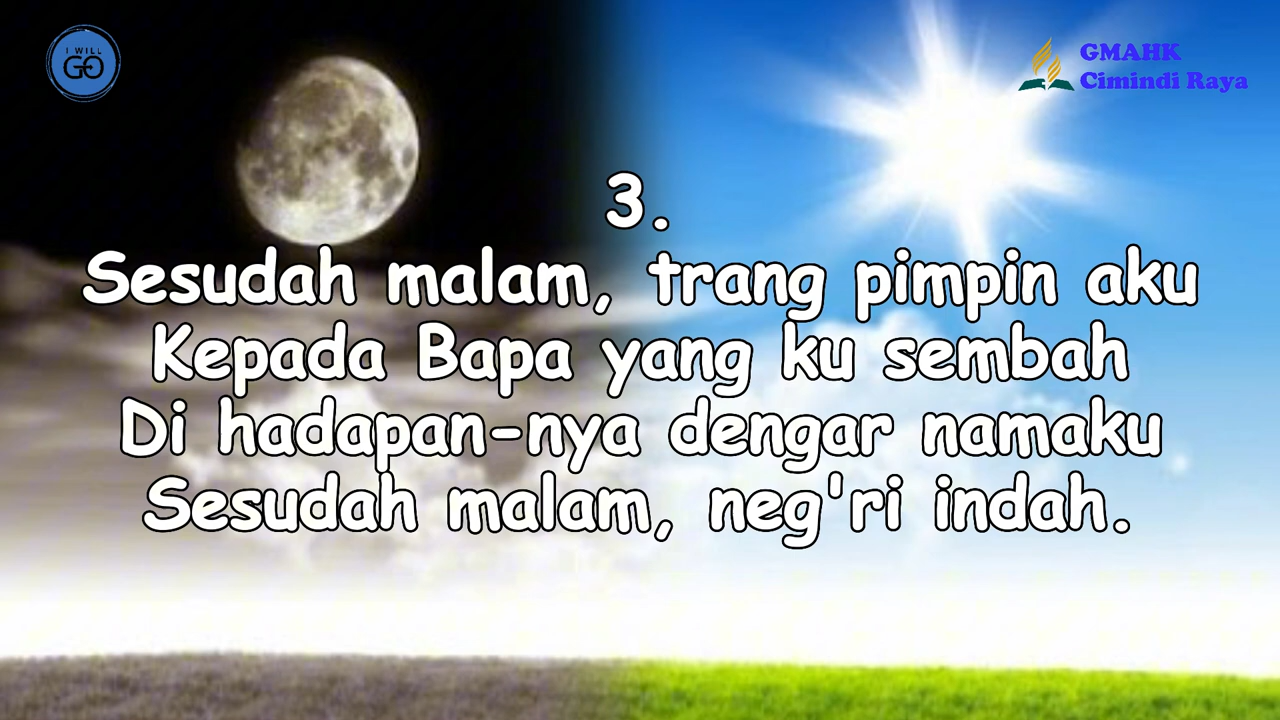 I WILL
GO
GMAHK
Cimindi Raya
3.
Sesudah malam, trang pimpin aku
Kepada Bapa yang ku sembah
Di hadapan-nya dengar namaku
Sesudah malam, neg'ri indah.